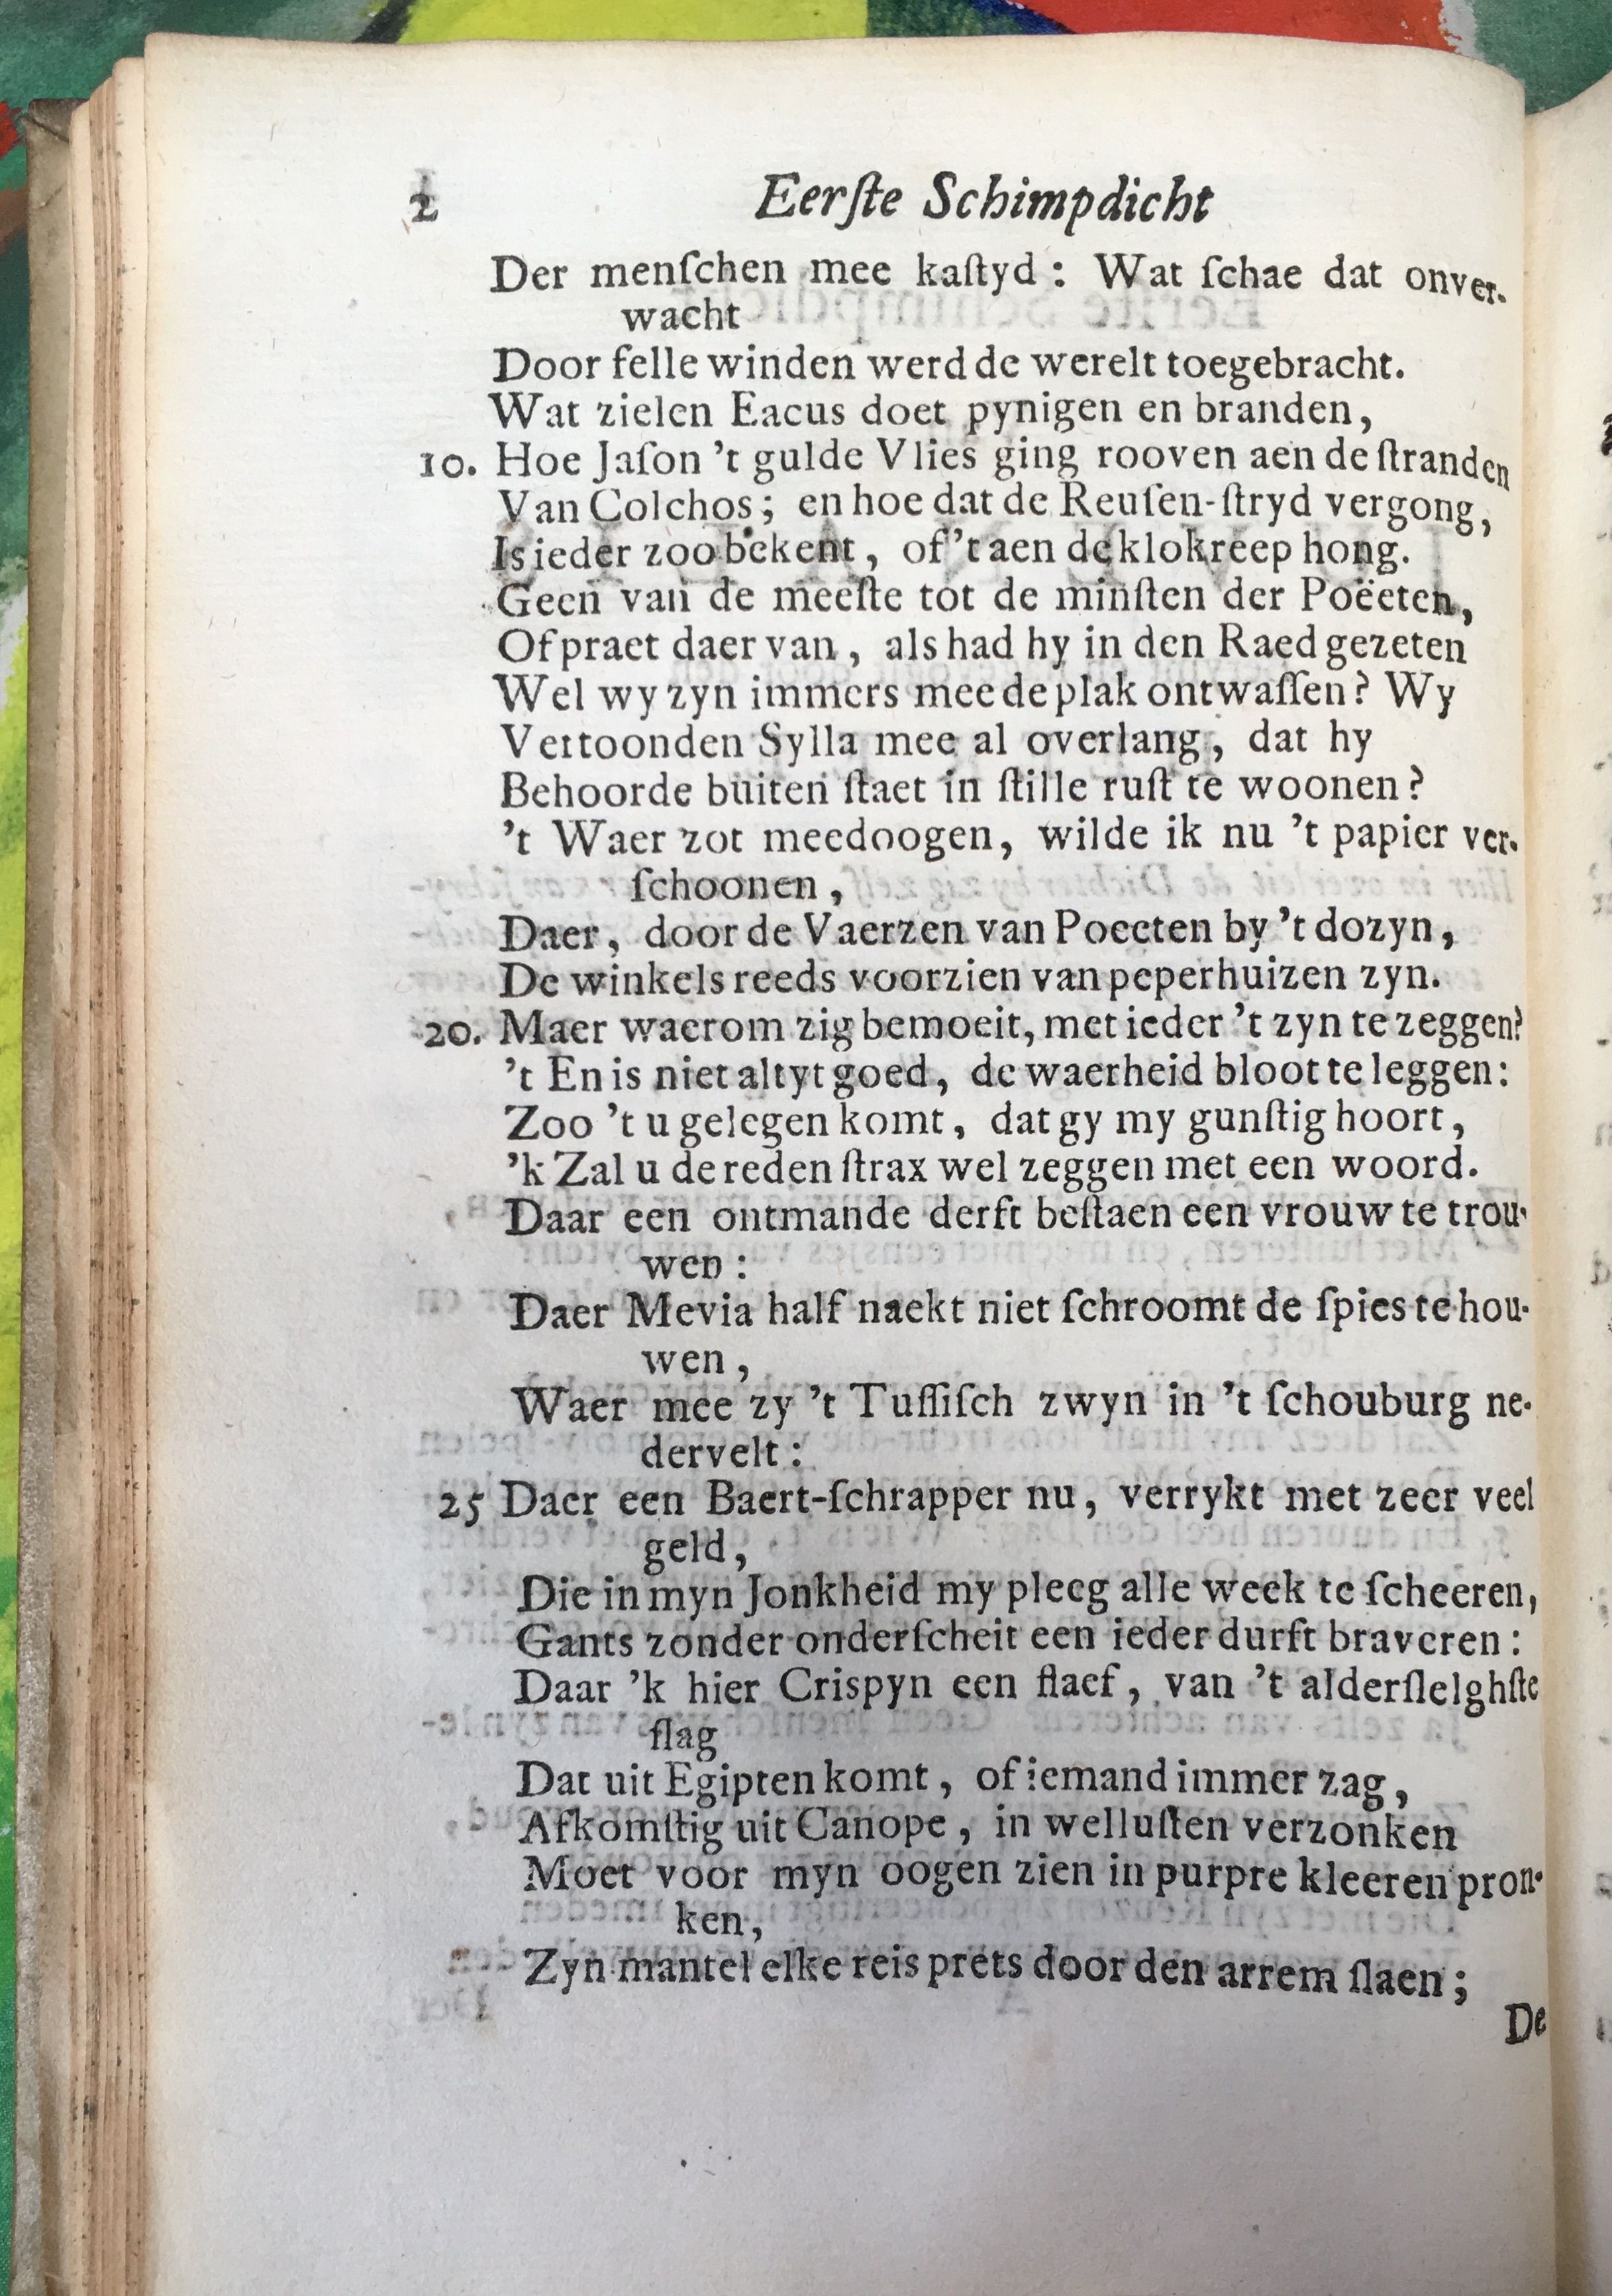 2 Eerſte Schimpdicht
Der menſchen mee kaſtyd : Wat ſchae dat onver-
wacht
Door felle winden werd de werelt toegebracht.
Wat zielen Eacus doet pynigen en branden,
10. Hoe Jaſon 't gulde Vlies ging rooven aen de ſtranden
Van Colchos; en hoe dat de Reuſen-ſtryd vergong,
Is ieder zoo bekent, of 't aen de klokreep hong.
Geen van de meeſte tot de minſten der Poëeten,
Of praet daer van, als had hy in den Raed gezeten
Wel wy zyn immers mee de plak ontwaſſen? Wy
Vertoonden Sylla mee al overlang, dat hy
Behoorde buiten ſtaet in ſtille ruſt te woonen?
't Waer zot meedoogen, wilde ik nu 't papier ver-
ſchoonen,
Daer, door de Vaerzen van Poeeten by 't dozyn,
De winkels reeds voorzien van peperhuizen zyn.
20. Maer waerom zig bemoeit, met ieder 't zyn te zeggen?
't En is niet altyt goed, de waerheid bloot te leggen:
Zoo 't u gelegen komt, dat gy my gunſtig hoort,
'k Zal u de reden ſtrax wel zeggen met een woord.
Daar een ontmande derft beſtaen een vrouw te trou-
wen :
Daer Mevia half naekt niet ſchroomt de ſpies te hou-
wen,
Waer mee zy 't Tuſſiſch zwyn in 't ſchouburg ne-
dervelt :
25 Daer een Baert-ſchrapper nu, verrykt met zeer veel
geld,
Die in myn Jonkheid my pleeg alle week te ſcheeren,
Gants zonder onderſcheit een ieder durft braveren :
Daar 'k hier Crispyn een ſlaef, van 't alderſlelghſte
ſlag
Dat uit Egipten komt, of iemand immer zag,
Afkomſtig uit Canope, in welluſten verzonken
Moet voor myn oogen zien in purpre kleeren pron-
ken,
Zyn mantel elke reis prets door den arrem ſlaen;
De